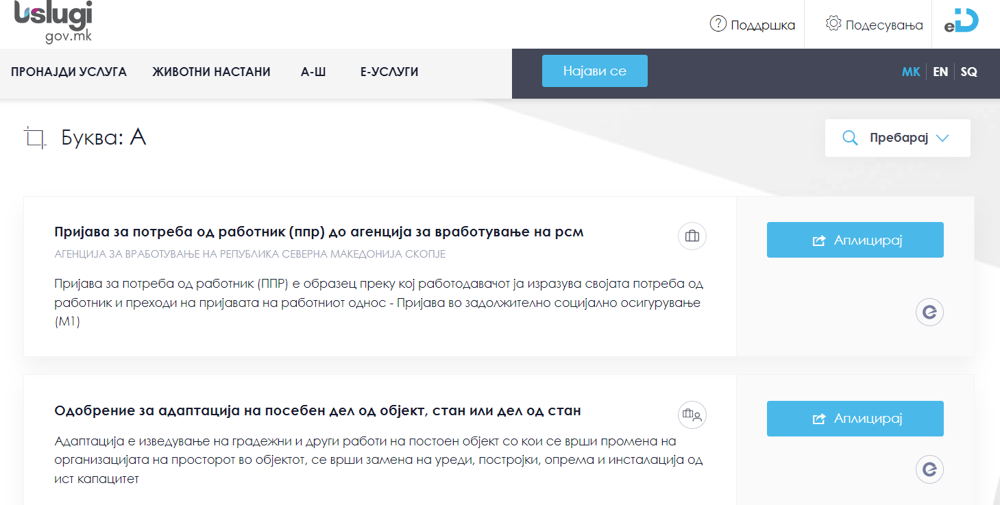 uslugi
gov.mk
Поддршка
Подесувања
eID
ПРОНАЈДИ УСЛУГА
ЖИВОТНИ НАСТАНИ
А-Ш
Е-УСЛУГИ
Најави се
МК EN SQ
Буква: А
Пребарај
Пријава за потреба од работник (ппр) до агенција за вработување на рсм
АГЕНЦИЈА ЗА ВРАБОТУВАЊЕ НА РЕПУБЛИКА СЕВЕРНА МАКЕДОНИЈА СКОПЈЕ
Пријава за потреба од работник (ППР) е образец преку кој работодавачот ја изразува својата потреба од
работник и преходи на пријавата на работниот однос - Пријава во задолжително социјално осигурување
(М1)
Аплицирај
Одобрение за адаптација на посебен дел од објект, стан или дел од стан
Адаптација е изведување на градежни и други работи на постоен објект со кои се врши промена на
организацијата на просторот во објектот, се врши замена на уреди, постројки, опрема и инсталација од
ист капацитет
Аплицирај